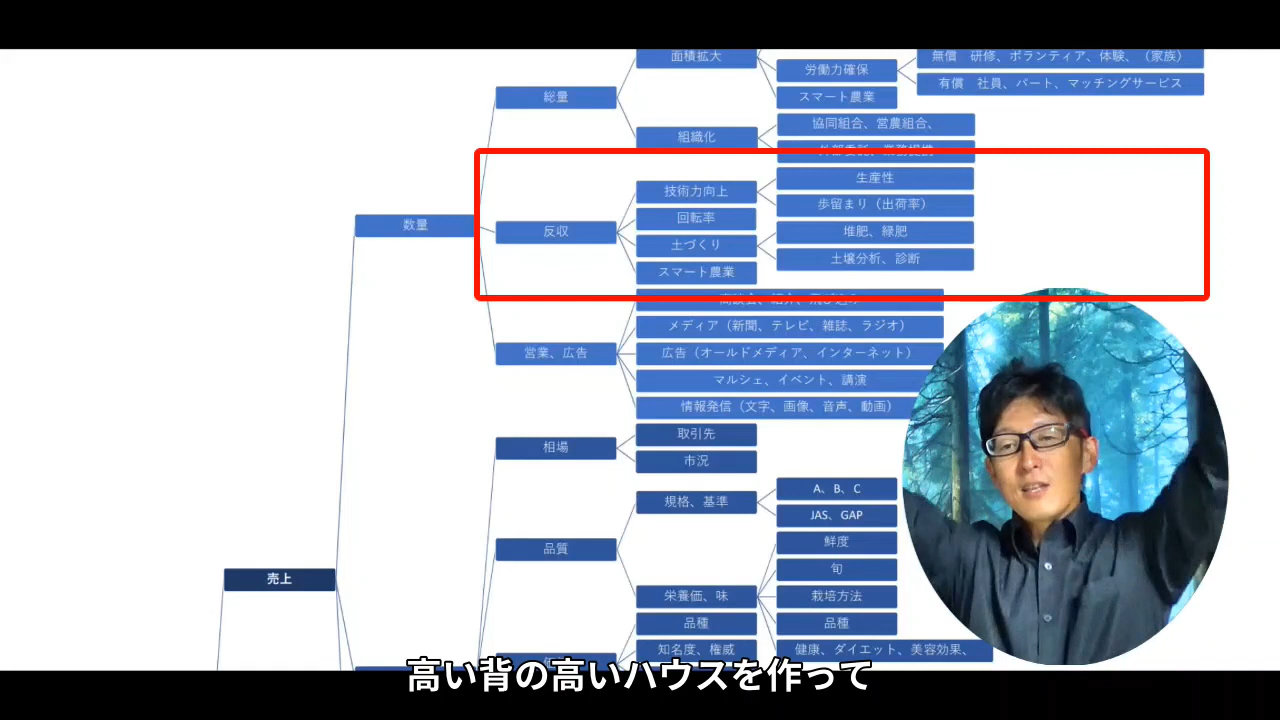 面積拡大
無償　研修、ボランティア、体験、（家族）
労働力確保
有償　社員、パート、マッチングサービス
総量
スマート農業
組織化
協同組合、営農組合、
外部委託、業務提携
数量
反収
技術力向上
生産性
歩留まり（出荷率）
回転率
土づくり
堆肥、緑肥
土壌分析、診断
スマート農業
営業、広告
メディア（新聞、テレビ、雑誌、ラジオ）
広告（オールドメディア、インターネット）
マルシェ、イベント、講演
情報発信（文字、画像、音声、動画）
相場
取引先
市況
品質
規格、基準
A、B、C
JAS、GAP
栄養価、味
鮮度
旬
栽培方法
品種
健康、ダイエット、美容効果、
品種
知名度、権威
売上
高い背の高いハウスを作って